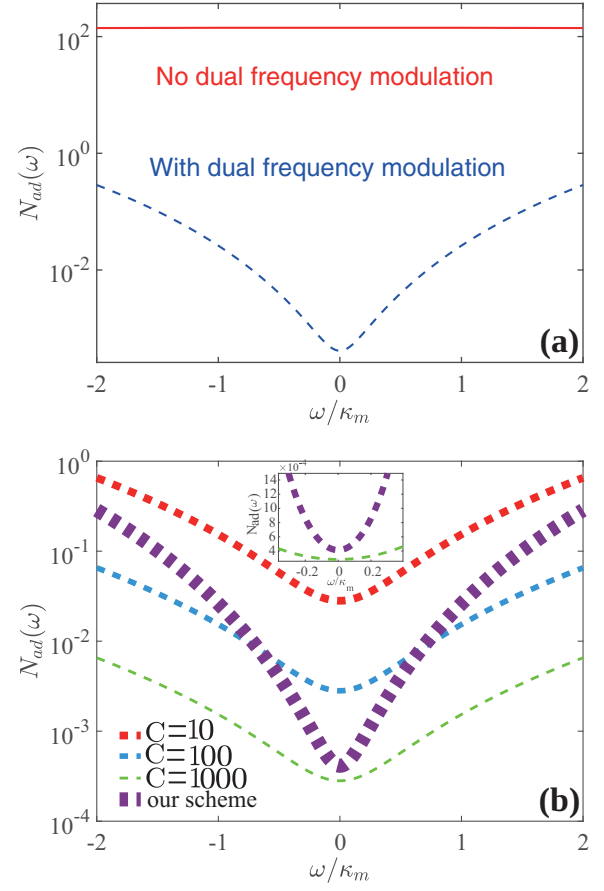 10^2
No dual frequency modulation
10^0
With dual frequency modulation
N_ad(ω)
10^-2
(a)
-2 -1 0 1 2
ω/κ_m
10^0
×10^-4
14
12
10
8
6
4
N_ad(ω)
-0.2 0 0.2
ω/κ_m
10^-1
N_ad(ω)
10^-2
10^-3
C=10
C=100
C=1000
our scheme
(b)
10^-4
-2 -1 0 1 2
ω/κ_m